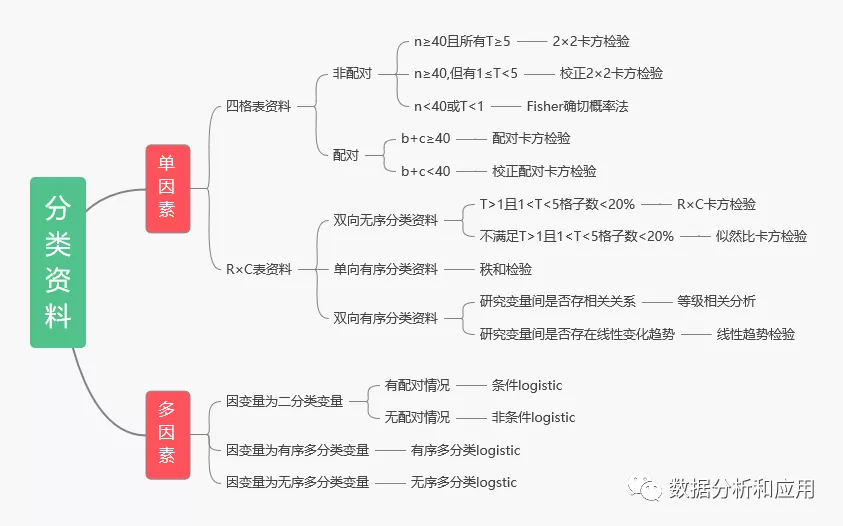 分类资料
单因素
四格表资料
非配对
n≥40且所有T≥5
2×2卡方检验
n≥40,但有1≤T<5
校正2×2卡方检验
n<40或T<1
Fisher确切概率法
配对
b+c≥40
配对卡方检验
b+c<40
校正配对卡方检验
R×C表资料
双向无序分类资料
T>1且1<T<5格子数<20%
R×C卡方检验
不满足T>1且1<T<5格子数<20%
似然比卡方检验
单向有序分类资料
秩和检验
双向有序分类资料
研究变量间是否存相关关系
等级相关分析
研究变量间是否存在线性变化趋势
线性趋势检验
多因素
因变量为二分类变量
有配对情况
条件logistic
无配对情况
非条件logistic
因变量为有序多分类变量
有序多分类logistic
因变量为无序多分类变量
无序多分类logstic
数据分析和应用